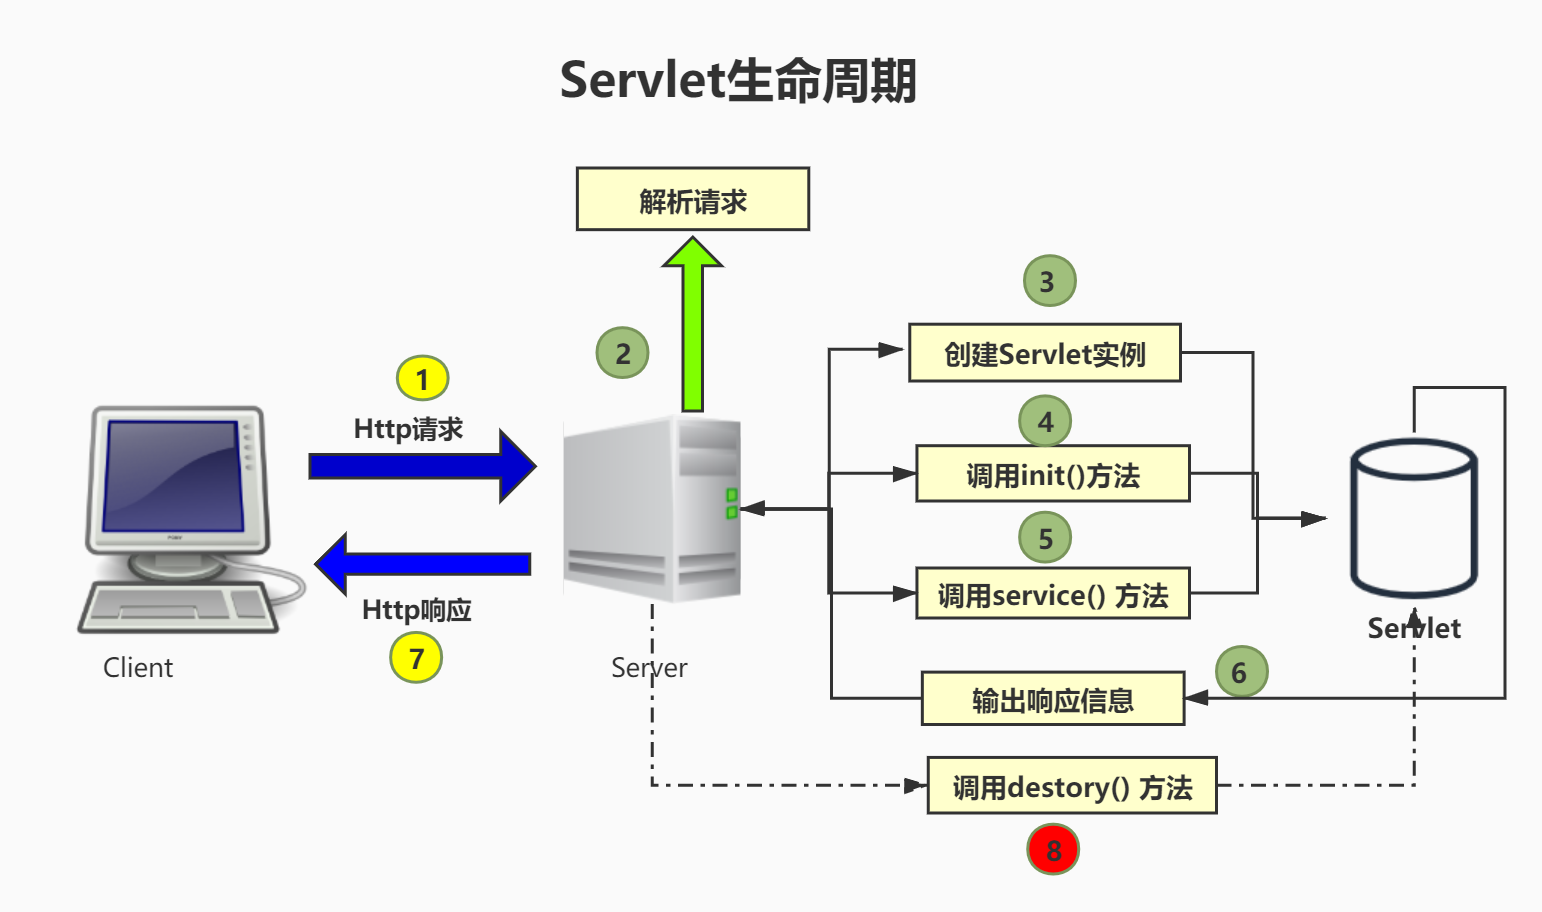 Servlet生命周期
解析请求
3
2
创建Servlet实例
1
4
Http请求
调用init()方法
5
调用service() 方法
Http响应
Servlet
7
Client
Server
6
输出响应信息
调用destory() 方法
8